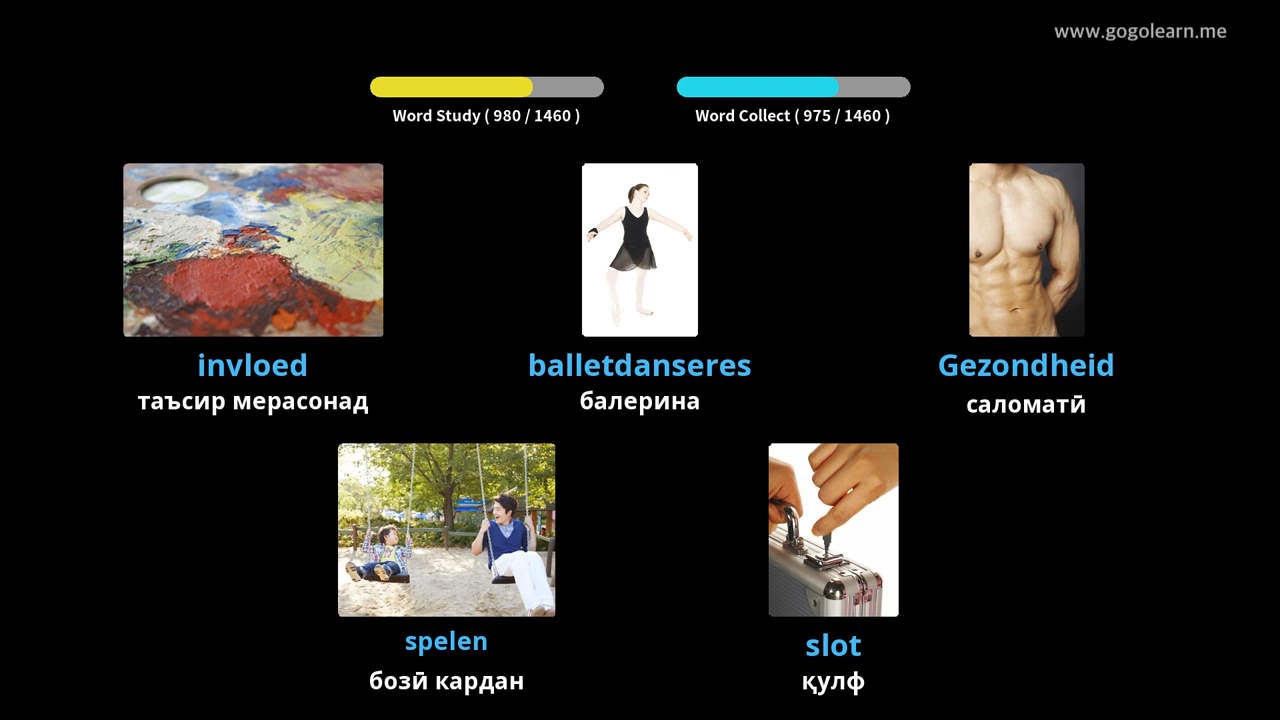 www.gogolearn.me
Word Study ( 980 / 1460 )
Word Collect ( 975 / 1460 )
invloed
таъсир мерасонад
balletdanseres
балерина
Gezondheid
саломатӣ
spelen
бозӣ кардан
slot
қулф